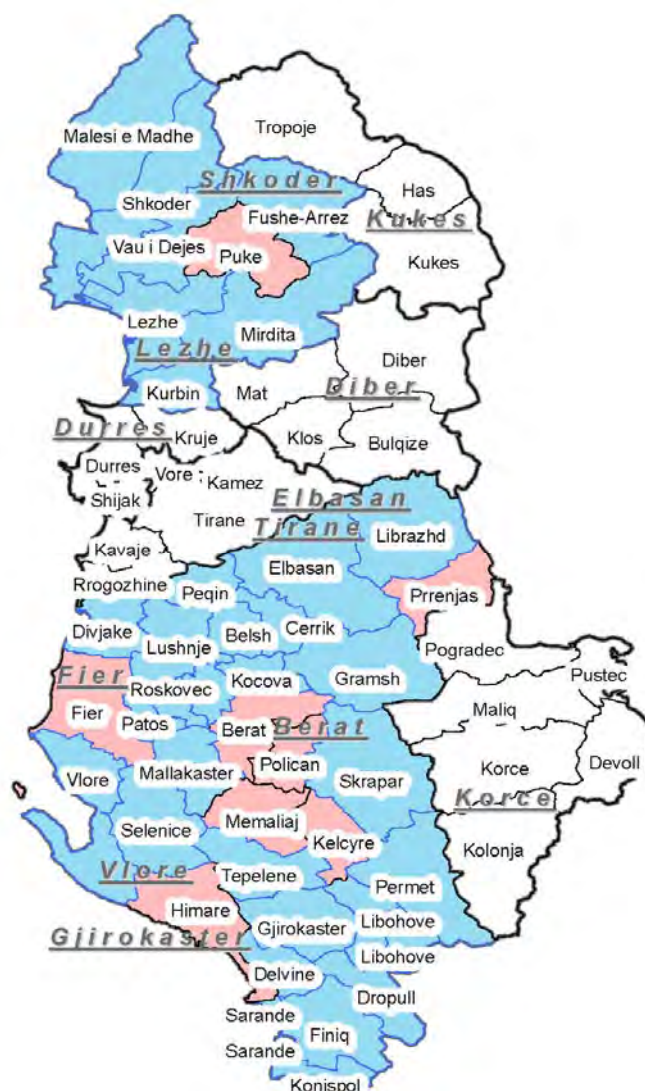 Tropoje
Malesi e Madhe
Shkoder
Has
Shkoder
Fushe-Arrez
Kukes
Vau i Dejes
Puke
Kukes
Lezhe
Mirdita
Lezhe
Diber
Kurbin
Mat
Diber
Durres
Kruje
Klos
Bulqize
Durres
Vore
Kamez
Shijak
Elbasan
Tirane
Tirane
Librazhd
Kavaje
Elbasan
Rrogozhine
Peqin
Prrenjas
Divjake
Belsh
Cerrik
Lushnje
Pogradec
Fier
Roskovec
Kocova
Gramsh
Pustec
Fier
Patos
Berat
Berat
Maliq
Vlore
Mallakaster
Polican
Skrapar
Korce
Devoll
Korce
Selenice
Memaliaj
Kelcyre
Kolonja
Vlore
Tepelene
Permet
Himare
Gjirokaster
Libohove
Gjirokaster
Delvine
Libohove
Dropull
Sarande
Finiq
Sarande
Konispol